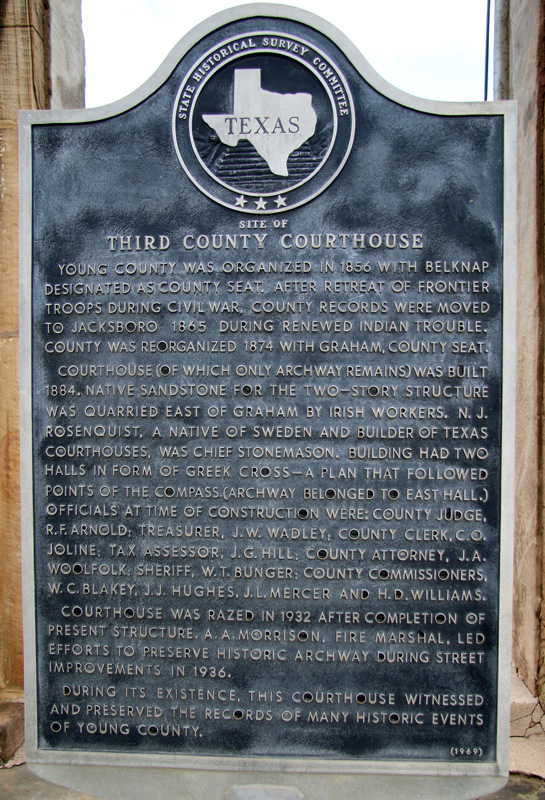 STATE HISTORICAL SURVEY COMMITTEE
TEXAS
SITE OF
THIRD COUNTY COURTHOUSE
YOUNG COUNTY WAS ORGANIZED IN 1856 WITH BELKNAP
DESIGNATED AS COUNTY SEAT. AFTER RETREAT OF FRONTIER
TROOPS DURING CIVIL WAR, COUNTY RECORDS WERE MOVED
TO JACKSBORO 1865 DURING RENEWED INDIAN TROUBLE.
COUNTY WAS REORGANIZED 1874 WITH GRAHAM, COUNTY SEAT.
COURTHOUSE (OF WHICH ONLY ARCHWAY REMAINS) WAS BUILT
1884. NATIVE SANDSTONE FOR THE TWO-STORY STRUCTURE
WAS QUARRIED EAST OF GRAHAM BY IRISH WORKERS. N. J.
ROSENQUIST, A NATIVE OF SWEDEN AND BUILDER OF TEXAS
COURTHOUSES, WAS CHIEF STONEMASON. BUILDING HAD TWO
HALLS IN FORM OF GREEK CROSS—A PLAN THAT FOLLOWED
POINTS OF THE COMPASS.(ARCHWAY BELONGED TO EAST HALL.)
OFFICIALS AT TIME OF CONSTRUCTION WERE: COUNTY JUDGE,
R.F. ARNOLD; TREASURER, J.W. WADLEY; COUNTY CLERK, C.O.
JOLINE; TAX ASSESSOR, J.G. HILL; COUNTY ATTORNEY, J.A.
WOOLFOLK; SHERIFF, W.T. BUNGER; COUNTY COMMISSIONERS,
W.C. BLAKEY, J.J. HUGHES, J.L. MERCER AND H.D. WILLIAMS.
COURTHOUSE WAS RAZED IN 1932 AFTER COMPLETION OF
PRESENT STRUCTURE. A. A. MORRISON, FIRE MARSHAL, LED
EFFORTS TO PRESERVE HISTORIC ARCHWAY DURING STREET
IMPROVEMENTS IN 1936.
DURING ITS EXISTENCE, THIS COURTHOUSE WITNESSED
AND PRESERVED THE RECORDS OF MANY HISTORIC EVENTS
OF YOUNG COUNTY.
(1969)